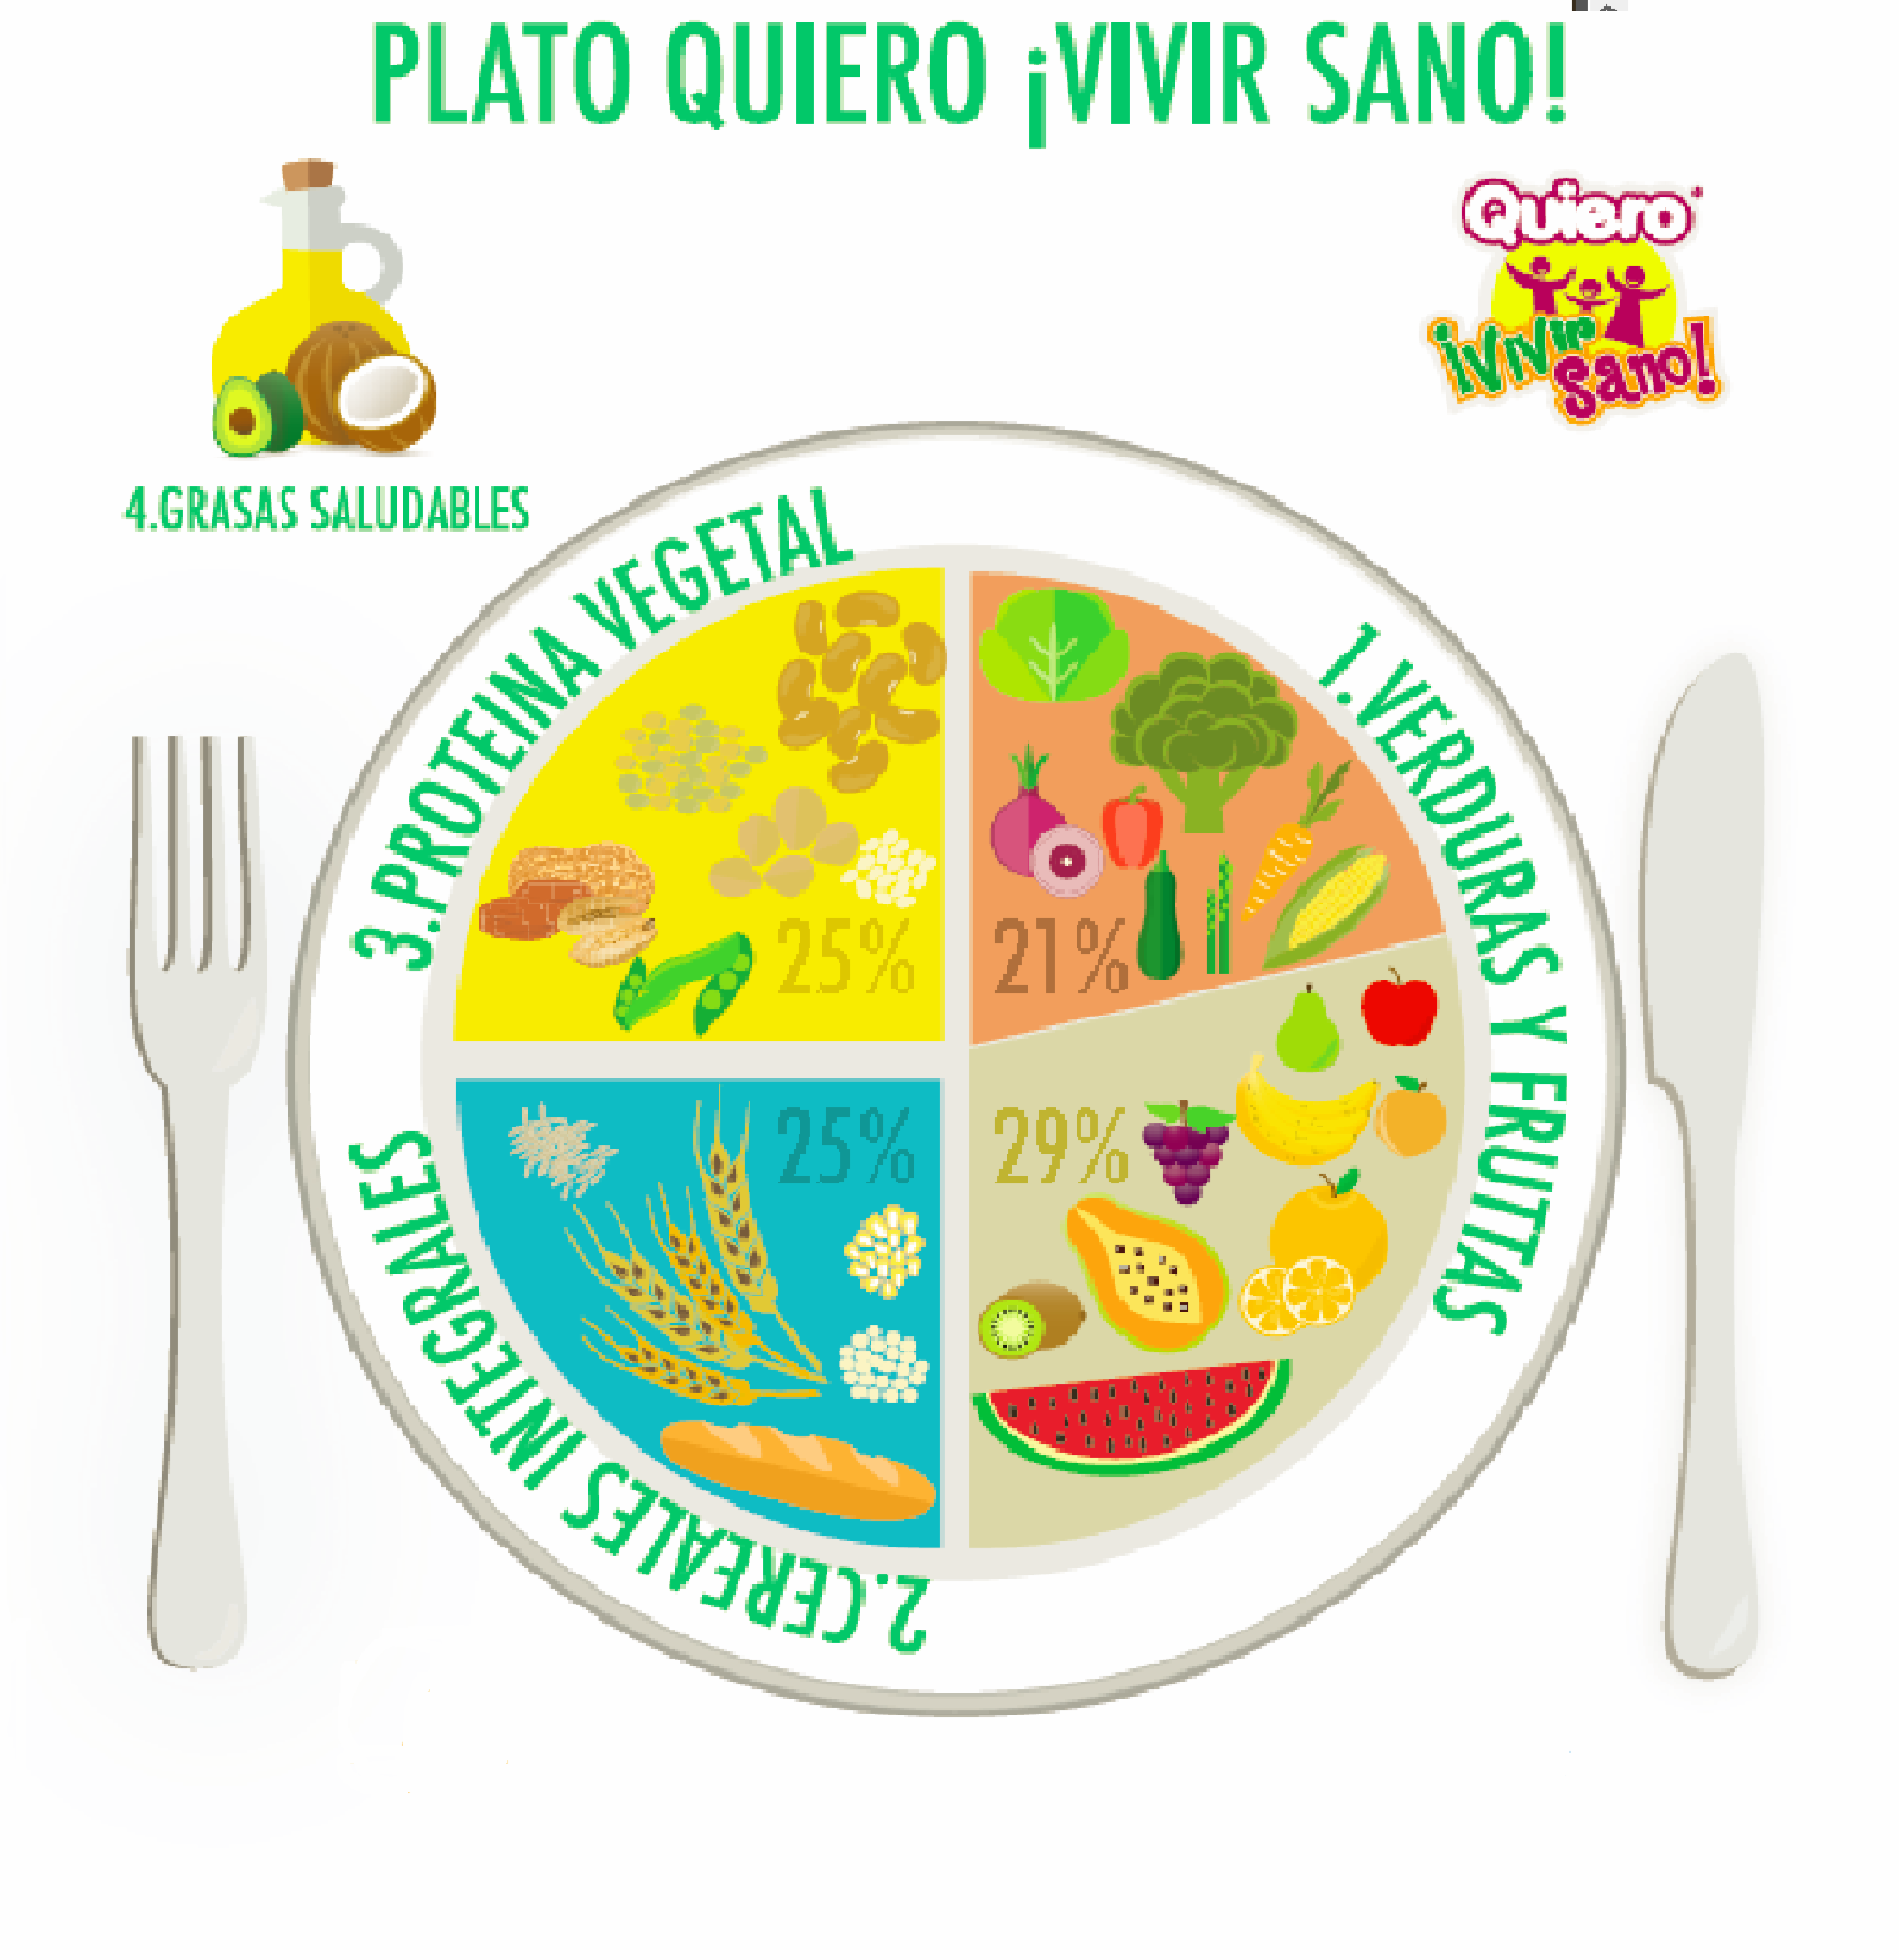 PLATO QUIERO ¡VIVIR SANO!
Quiero
¡Vivir
Sano!
4.GRASAS SALUDABLES
3.PROTEINA VEGETAL
1.VERDURAS Y FRUTAS
25%
21%
25%
29%
2.CEREALES INTEGRALES